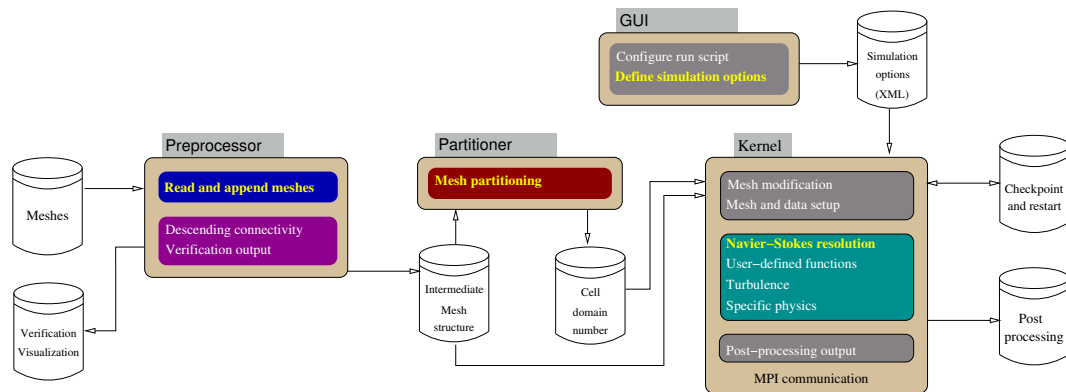 GUI
Configure run script
Define simulation options
Simulation
options
(XML)
Preprocessor
Read and append meshes
Descending connectivity
Verification output
Meshes
Verification
Visualization
Partitioner
Mesh partitioning
Intermediate
Mesh
structure
Cell
domain
number
Kernel
Mesh modification
Mesh and data setup
Navier−Stokes resolution
User−defined functions
Turbulence
Specific physics
Post−processing output
MPI communication
Checkpoint
and restart
Post
processing